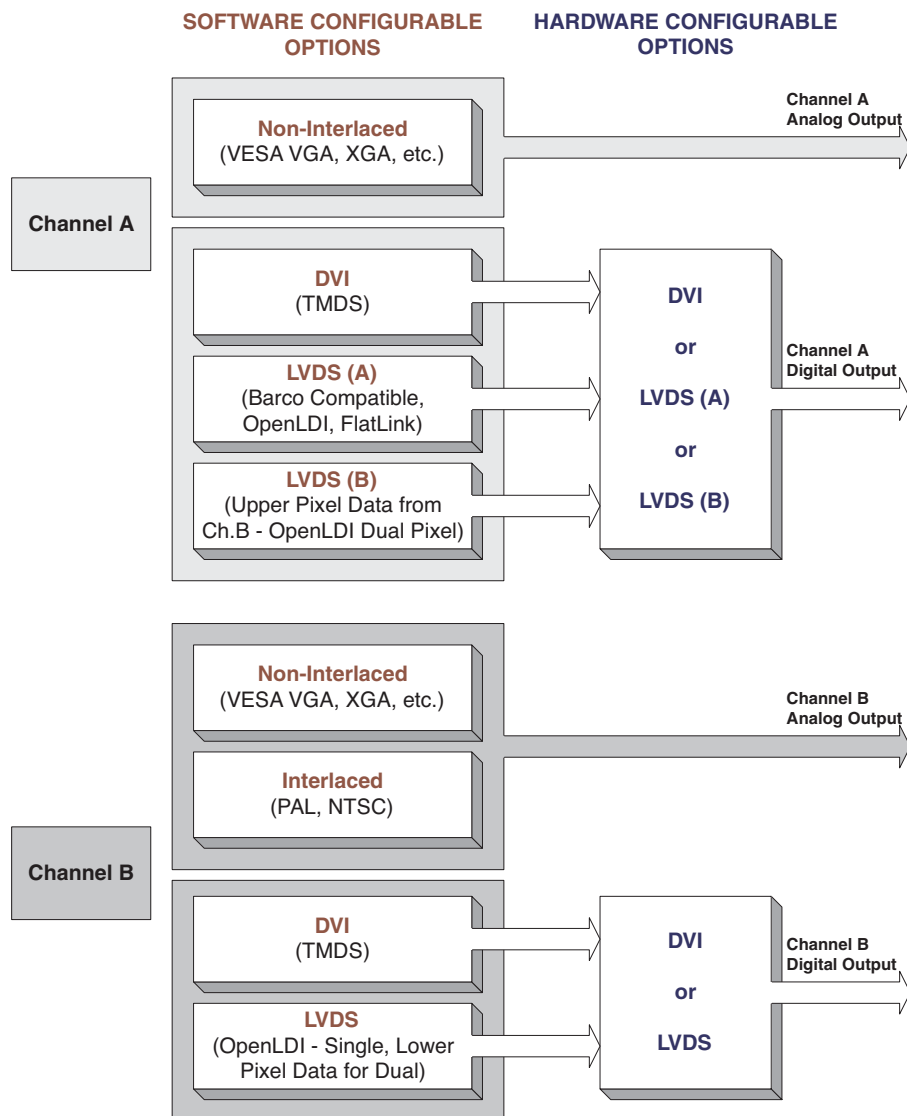 SOFTWARE CONFIGURABLE
OPTIONS
HARDWARE CONFIGURABLE
OPTIONS
Channel A
Non-Interlaced
(VESA VGA, XGA, etc.)
Channel A
Analog Output
DVI
(TMDS)
LVDS (A)
(Barco Compatible,
OpenLDI, FlatLink)
LVDS (B)
(Upper Pixel Data from
Ch.B - OpenLDI Dual Pixel)
DVI
or
LVDS (A)
or
LVDS (B)
Channel A
Digital Output
Channel B
Non-Interlaced
(VESA VGA, XGA, etc.)
Interlaced
(PAL, NTSC)
Channel B
Analog Output
DVI
(TMDS)
LVDS
(OpenLDI - Single, Lower
Pixel Data for Dual)
DVI
or
LVDS
Channel B
Digital Output